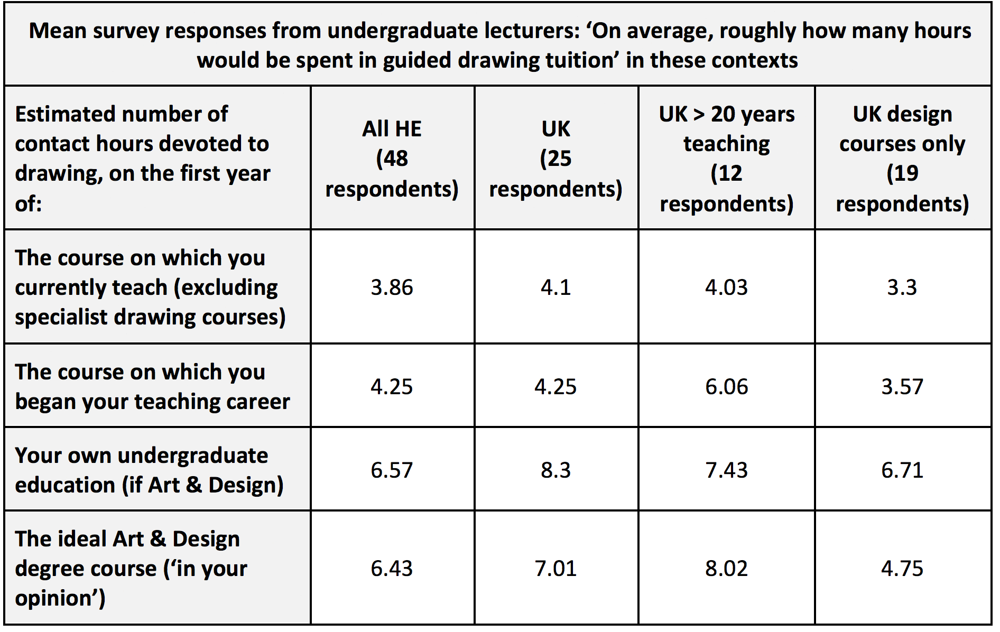 Mean survey responses from undergraduate lecturers: ‘On average, roughly how many hours
would be spent in guided drawing tuition’ in these contexts
Estimated number of
contact hours devoted to
drawing, on the first year
of:
All HE
(48
respondents)
UK
(25
respondents)
UK > 20 years
teaching
(12
respondents)
UK design
courses only
(19
respondents)
The course on which you
currently teach (excluding
specialist drawing courses)
3.86
4.1
4.03
3.3
The course on which you
began your teaching career
4.25
4.25
6.06
3.57
Your own undergraduate
education (if Art & Design)
6.57
8.3
7.43
6.71
The ideal Art & Design
degree course (‘in your
opinion’)
6.43
7.01
8.02
4.75